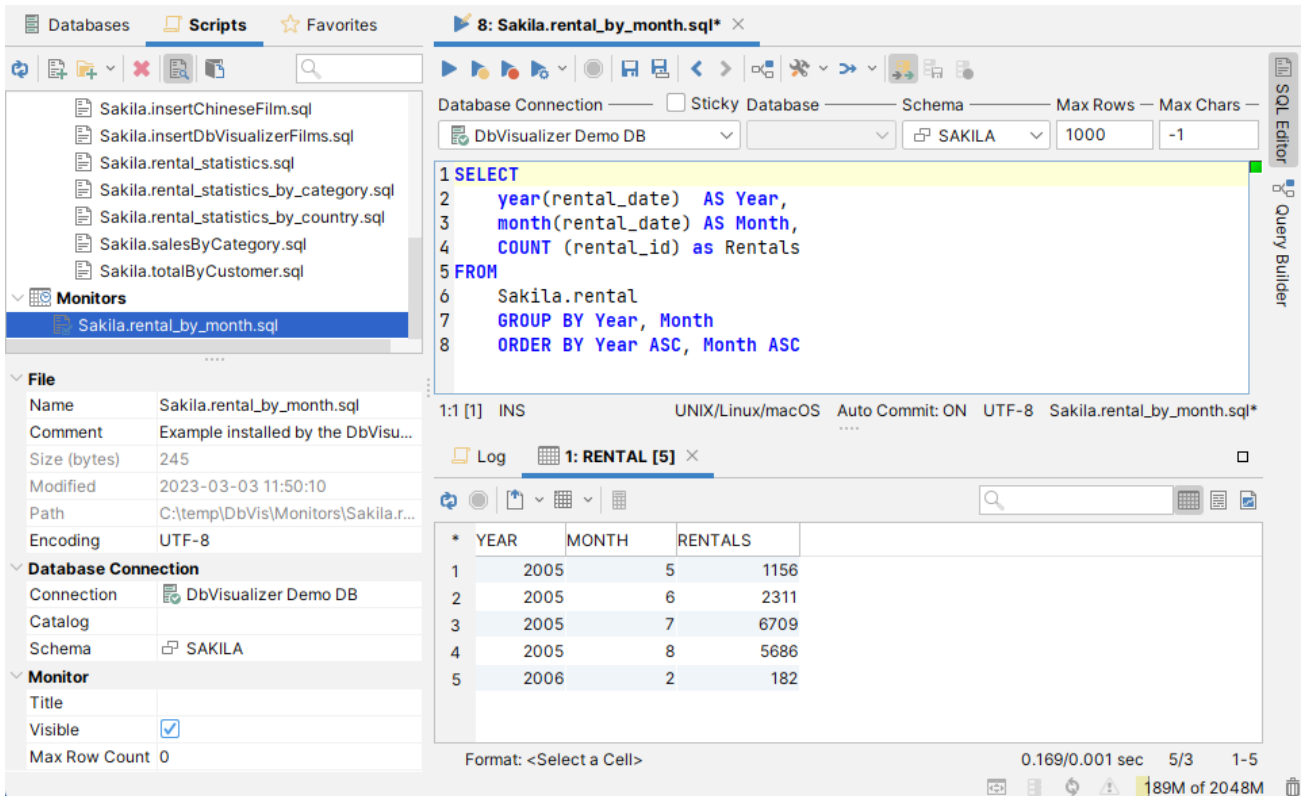 Databases Scripts Favorites
8: Sakila.rental_by_month.sql*
Sakila.insertChineseFilm.sql
Sakila.insertDbVisualizerFilms.sql
Sakila.rental_statistics.sql
Sakila.rental_statistics_by_category.sql
Sakila.rental_statistics_by_country.sql
Sakila.salesByCategory.sql
Sakila.totalByCustomer.sql
Monitors
Sakila.rental_by_month.sql
File
Name Sakila.rental_by_month.sql
Comment Example installed by the DbVisu...
Size (bytes) 245
Modified 2023-03-03 11:50:10
Path C:\temp\DbVis\Monitors\Sakila.r...
Encoding UTF-8
Database Connection
Connection DbVisualizer Demo DB
Catalog
Schema SAKILA
Monitor
Title
Visible
Max Row Count 0
Database Connection Sticky Database Schema Max Rows Max Chars
DbVisualizer Demo DB SAKILA 1000 -1
1 SELECT
2 year(rental_date) AS Year,
3 month(rental_date) AS Month,
4 COUNT (rental_id) as Rentals
5 FROM
6 Sakila.rental
7 GROUP BY Year, Month
8 ORDER BY Year ASC, Month ASC
1:1 [1] INS UNIX/Linux/macOS Auto Commit: ON UTF-8 Sakila.rental_by_month.sql*
Log 1: RENTAL [5]
* YEAR MONTH RENTALS
1 2005 5 1156
2 2005 6 2311
3 2005 7 6709
4 2005 8 5686
5 2006 2 182
Format: <Select a Cell> 0.169/0.001 sec 5/3 1-5
189M of 2048M
SQL Editor
Query Builder